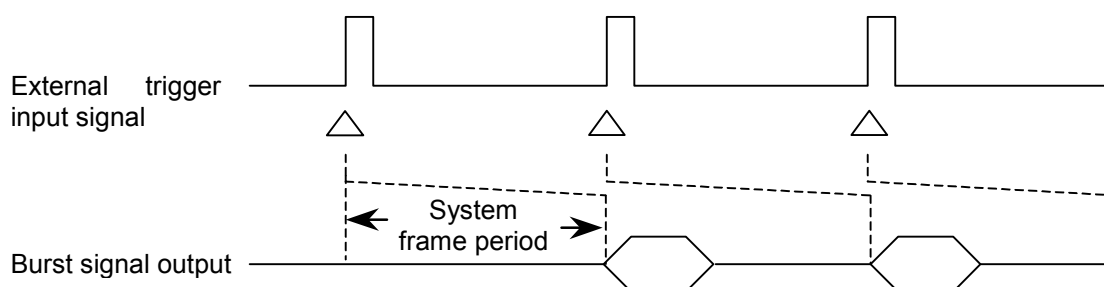 External trigger
input signal
System
frame period
Burst signal output